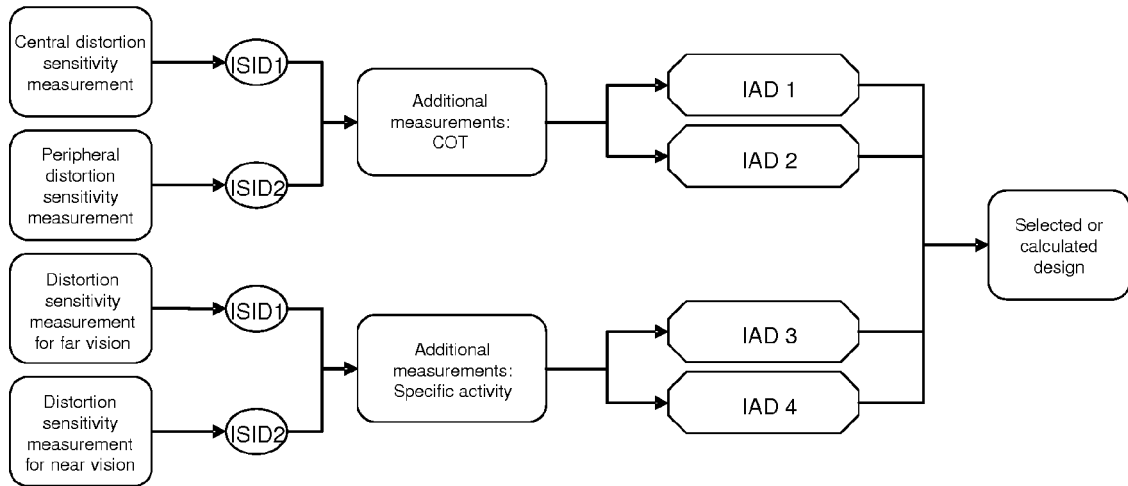 Central distortion
sensitivity
measurement
ISID1
Additional
measurements:
COT
IAD 1
IAD 2
Peripheral
distortion
sensitivity
measurement
ISID2
Selected or
calculated
design
Distortion
sensitivity
measurement
for far vision
ISID1
Additional
measurements:
Specific activity
IAD 3
IAD 4
Distortion
sensitivity
measurement
for near vision
ISID2